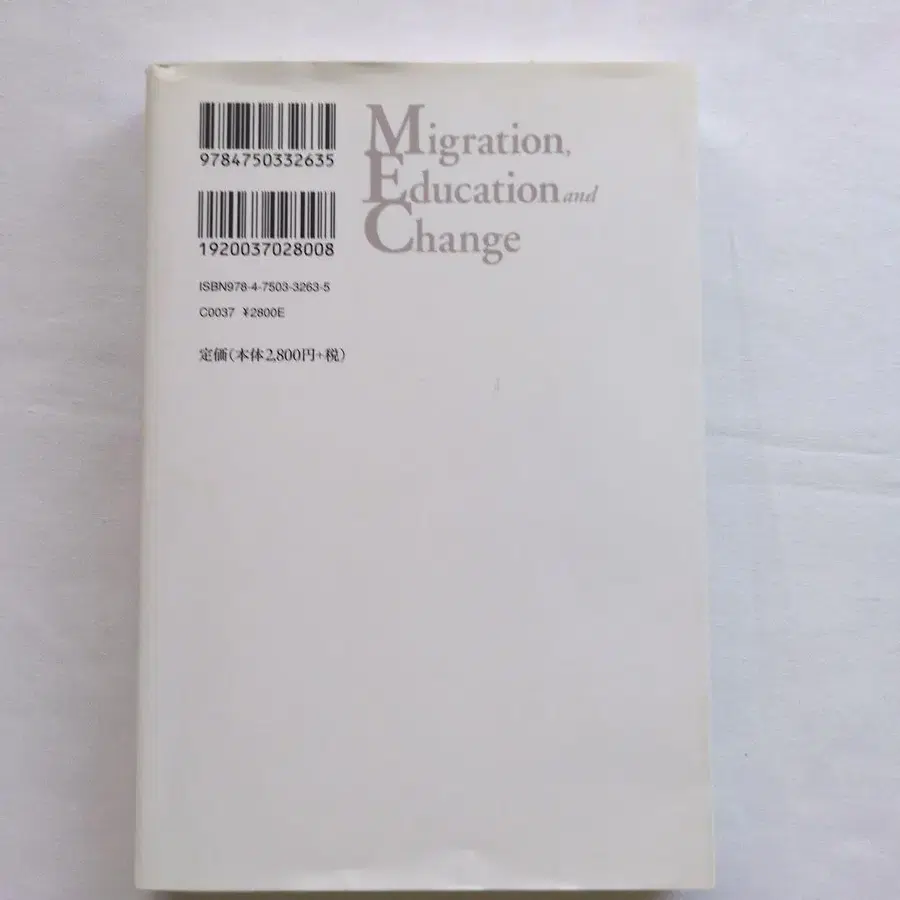 9784750332635
1920037028008
ISBN978-4-7503-3263-5
C0037 ¥2800E
定価(本体2,800円+税)
Migration,
Education and
Change